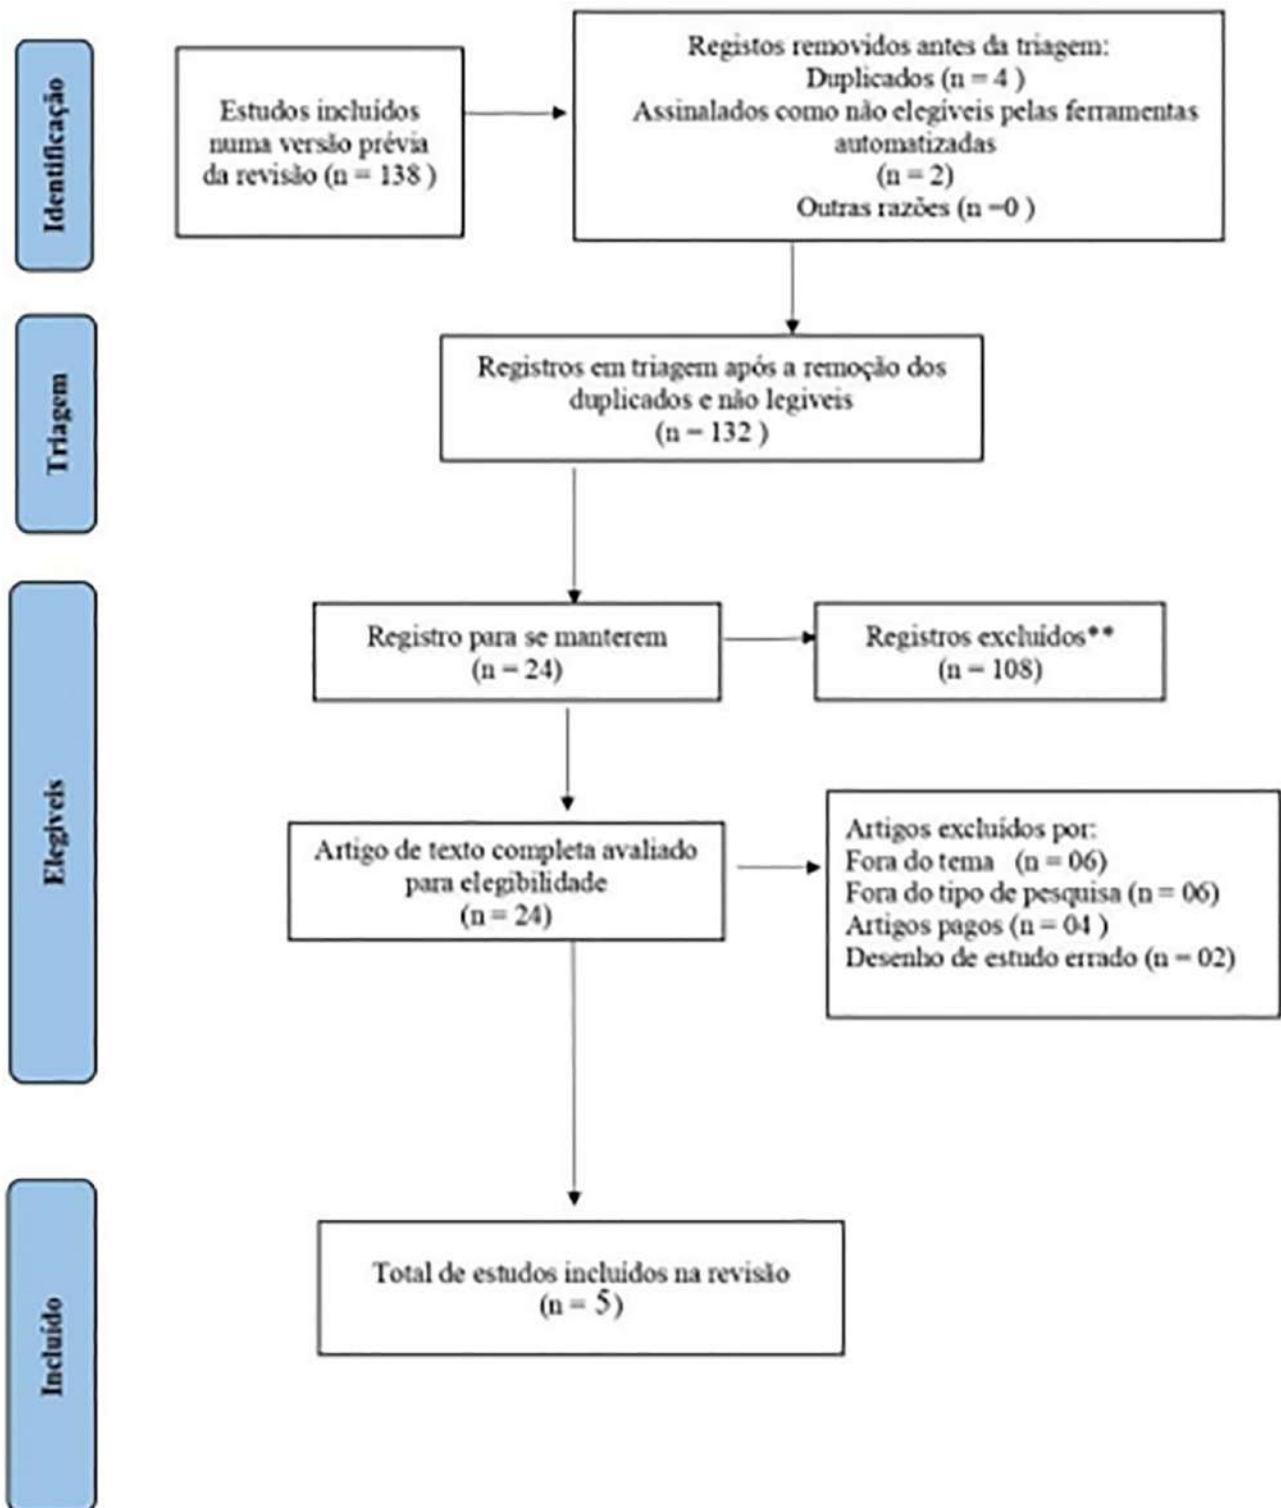 Identificação
Estudos incluídos
numa versão prévia
da revisão (n = 138 )
Registos removidos antes da triagem:
Duplicados (n = 4 )
Assinalados como não elegíveis pelas ferramentas
automatizadas
(n = 2)
Outras razões (n =0 )
Triagem
Registros em triagem após a remoção dos
duplicados e não legiveis
(n = 132 )
Elegiveis
Registro para se manterem
(n = 24)
Registros excluídos**
(n = 108)
Artigo de texto completa avaliado
para elegibilidade
(n = 24)
Artigos excluídos por:
Fora do tema (n = 06)
Fora do tipo de pesquisa (n = 06)
Artigos pagos (n = 04 )
Desenho de estudo errado (n = 02)
Incluído
Total de estudos incluídos na revisão
(n = 5)